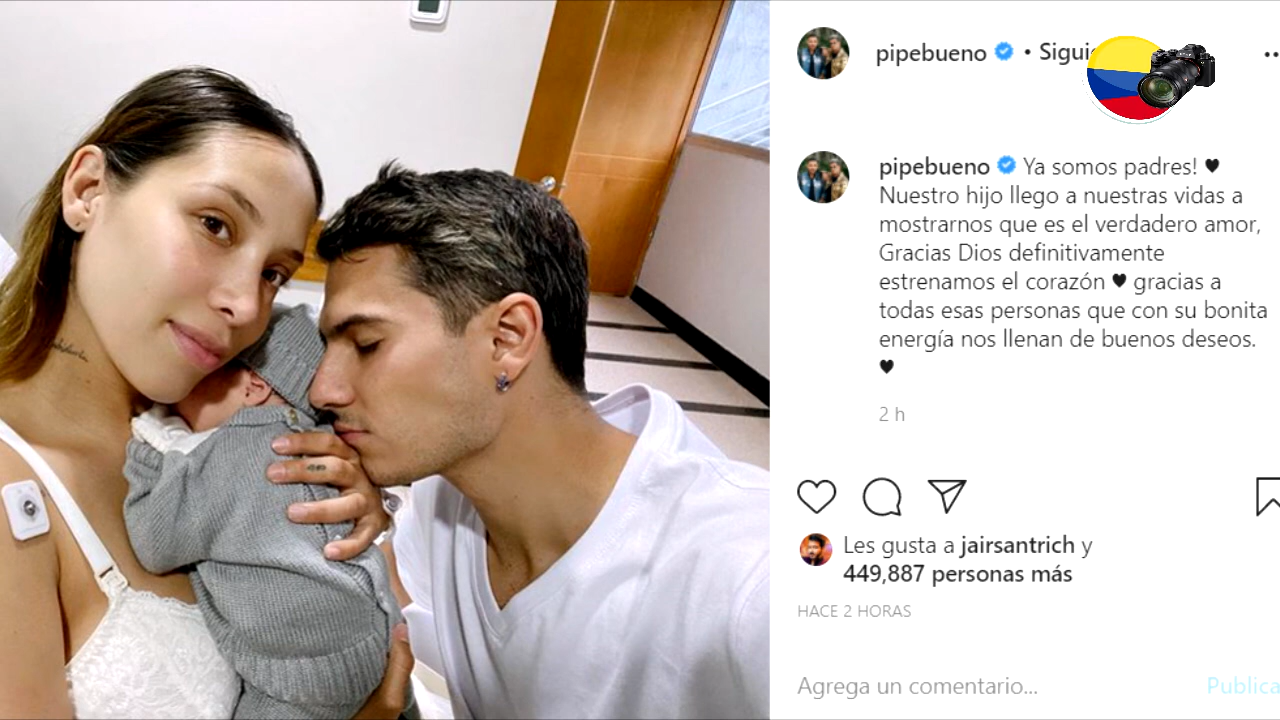 pipebueno • Siguie
pipebueno Ya somos padres! ♥
Nuestro hijo llego a nuestras vidas a
mostrarnos que es el verdadero amor,
Gracias Dios definitivamente
estrenamos el corazón ♥ gracias a
todas esas personas que con su bonita
energía nos llenan de buenos deseos.
♥
2 h
Les gusta a jairsantrich y
449,887 personas más
HACE 2 HORAS
Agrega un comentario...
Publica